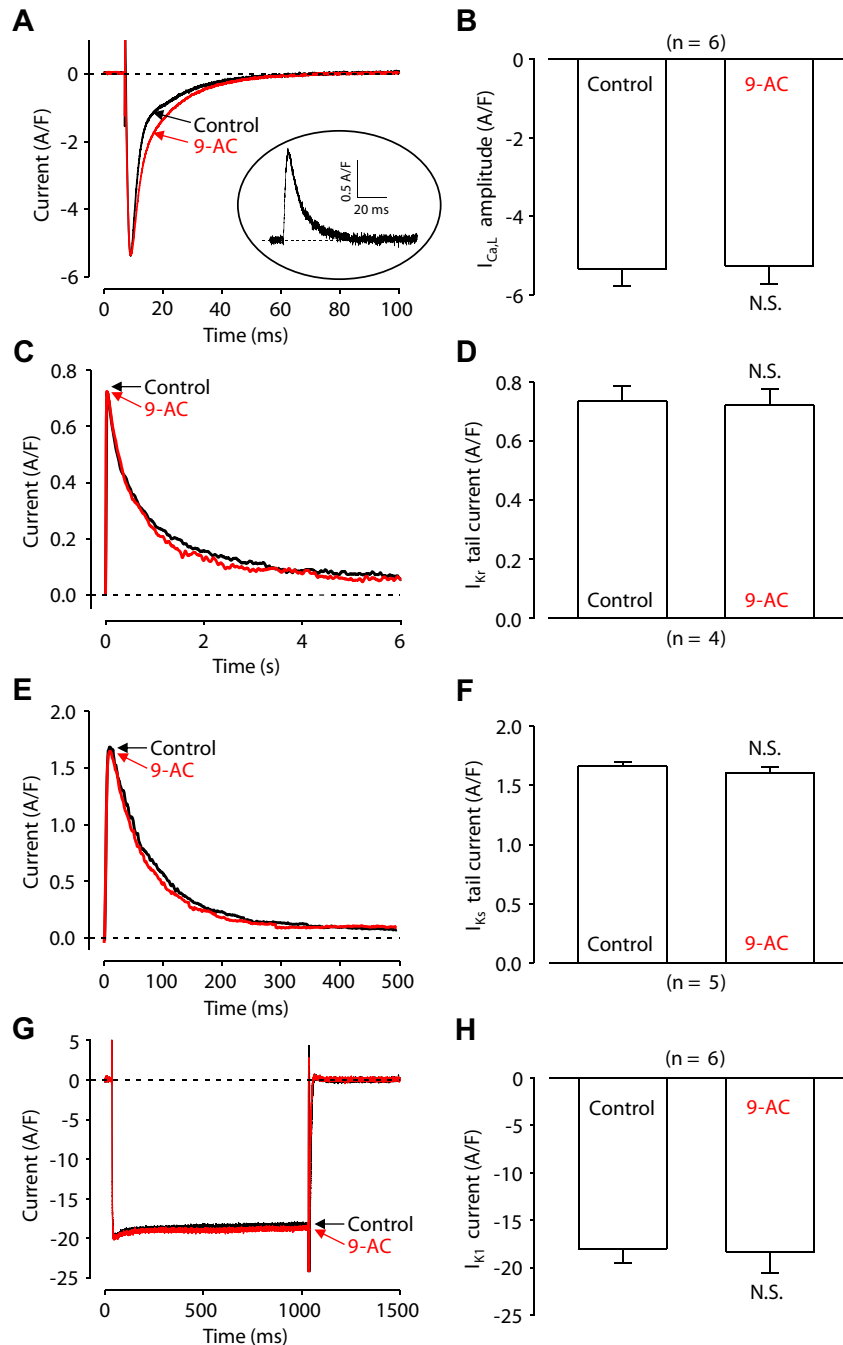 A
0
-2
-4
-6
Current (A/F)
Control
9-AC
0.5 A/F
20 ms
0 20 40 60 80 100
Time (ms)
B
(n = 6)
0
-2
-4
-6
I Ca,L amplitude (A/F)
Control
9-AC
N.S.
C
0.8
0.6
0.4
0.2
0.0
Current (A/F)
Control
9-AC
0 2 4 6
Time (s)
D
0.8
0.6
0.4
0.2
0.0
I Kr tail current (A/F)
N.S.
Control
9-AC
(n = 4)
E
2.0
1.5
1.0
0.5
0.0
Current (A/F)
Control
9-AC
0 100 200 300 400 500
Time (ms)
F
2.0
1.5
1.0
0.5
0.0
I Ks tail current (A/F)
N.S.
Control
9-AC
(n = 5)
G
5
0
-5
-10
-15
-20
-25
Current (A/F)
Control
9-AC
0 500 1000 1500
Time (ms)
H
(n = 6)
0
-5
-10
-15
-20
-25
I K1 current (A/F)
Control
9-AC
N.S.